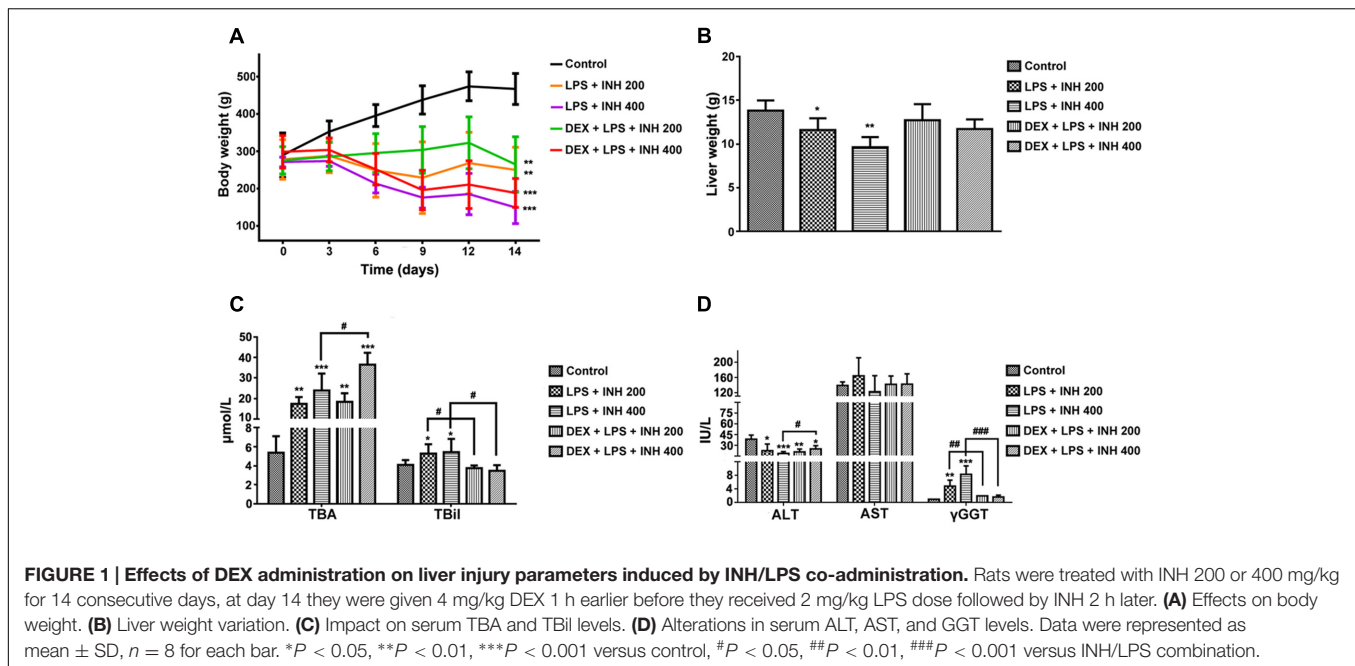 A
Body weight (g)
500
400
300
200
100
0 3 6 9 12 14
Time (days)
**
**
***
***
Control
LPS + INH 200
LPS + INH 400
DEX + LPS + INH 200
DEX + LPS + INH 400
B
Liver weight (g)
20
15
10
5
0
* **
Control
LPS + INH 200
LPS + INH 400
DEX + LPS + INH 200
DEX + LPS + INH 400
C
µmol/L
50
40
30
20
10
8
6
4
2
0
#
** *** ** ***
# #
* *
TBA TBil
Control
LPS + INH 200
LPS + INH 400
DEX + LPS + INH 200
DEX + LPS + INH 400
D
IU/L
200
160
120
75
60
45
30
15
8
4
0
#
* *** ** *
## ###
** ***
ALT AST γGGT
Control
LPS + INH 200
LPS + INH 400
DEX + LPS + INH 200
DEX + LPS + INH 400
FIGURE 1 | Effects of DEX administration on liver injury parameters induced by INH/LPS co-administration. Rats were treated with INH 200 or 400 mg/kg
for 14 consecutive days, at day 14 they were given 4 mg/kg DEX 1 h earlier before they received 2 mg/kg LPS dose followed by INH 2 h later. (A) Effects on body
weight. (B) Liver weight variation. (C) Impact on serum TBA and TBil levels. (D) Alterations in serum ALT, AST, and GGT levels. Data were represented as
mean ± SD, n = 8 for each bar. *P < 0.05, **P < 0.01, ***P < 0.001 versus control, #P < 0.05, ##P < 0.01, ###P < 0.001 versus INH/LPS combination.